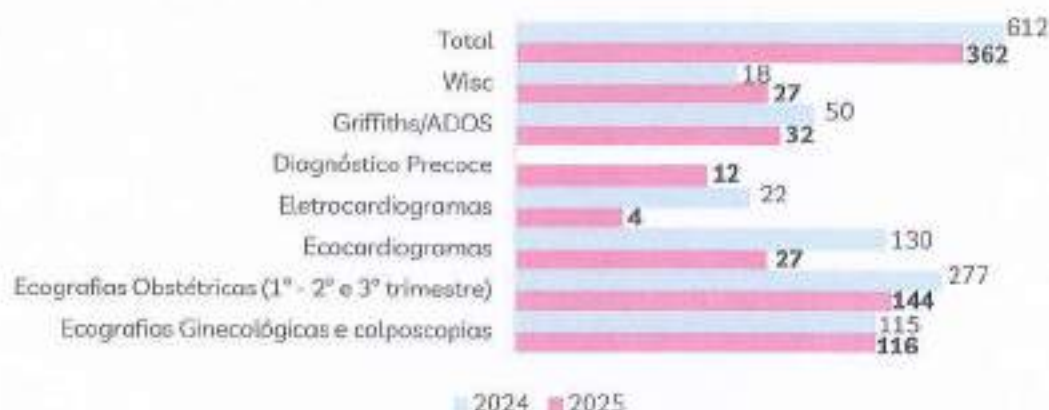 Total 612
362
Wisc 18
27
Griffiths/ADOS 50
32
Diagnóstico Precoce 12
Eletrocardiogramas 22
4
Ecocardiogramas 130
27
Ecografias Obstétricas (1º - 2º e 3º trimestre) 277
144
Ecografias Ginecológicas e colposcopias 115
116
2024 2025